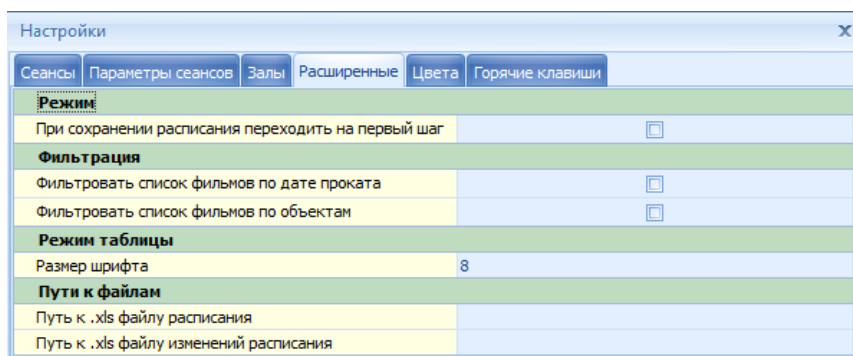 Настройки
Сеансы Параметры сеансов Залы Расширенные Цвета Горячие клавиши
Режим
При сохранении расписания переходить на первый шаг
Фильтрация
Фильтровать список фильмов по дате проката
Фильтровать список фильмов по объектам
Режим таблицы
Размер шрифта 8
Пути к файлам
Путь к .xls файлу расписания
Путь к .xls файлу изменений расписания